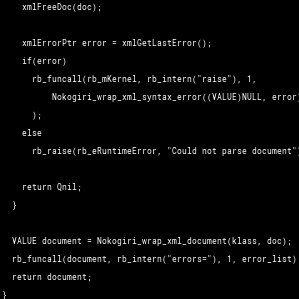 xmlFreeDoc(doc);
xmlErrorPtr error = xmlGetLastError();
if(error)
rb_funcall(rb_mKernel, rb_intern("raise"), 1,
Nokogiri_wrap_xml_syntax_error((VALUE)NULL, error)
);
else
rb_raise(rb_eRuntimeError, "Could not parse document")
return Qnil;
}
VALUE document = Nokogiri_wrap_xml_document(klass, doc);
rb_funcall(document, rb_intern("errors="), 1, error_list)
return document;
}